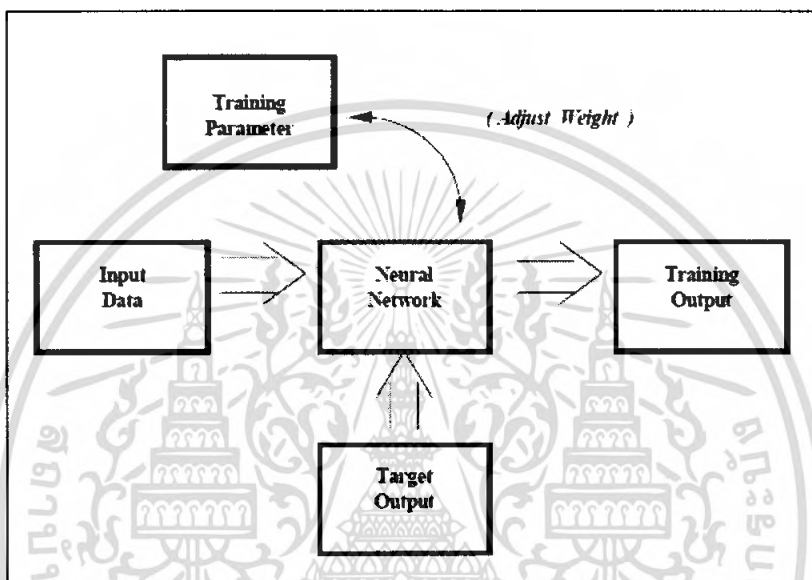 Training
Parameter
( Adjust Weight )
Input
Data
Neural
Network
Training
Output
Target
Output